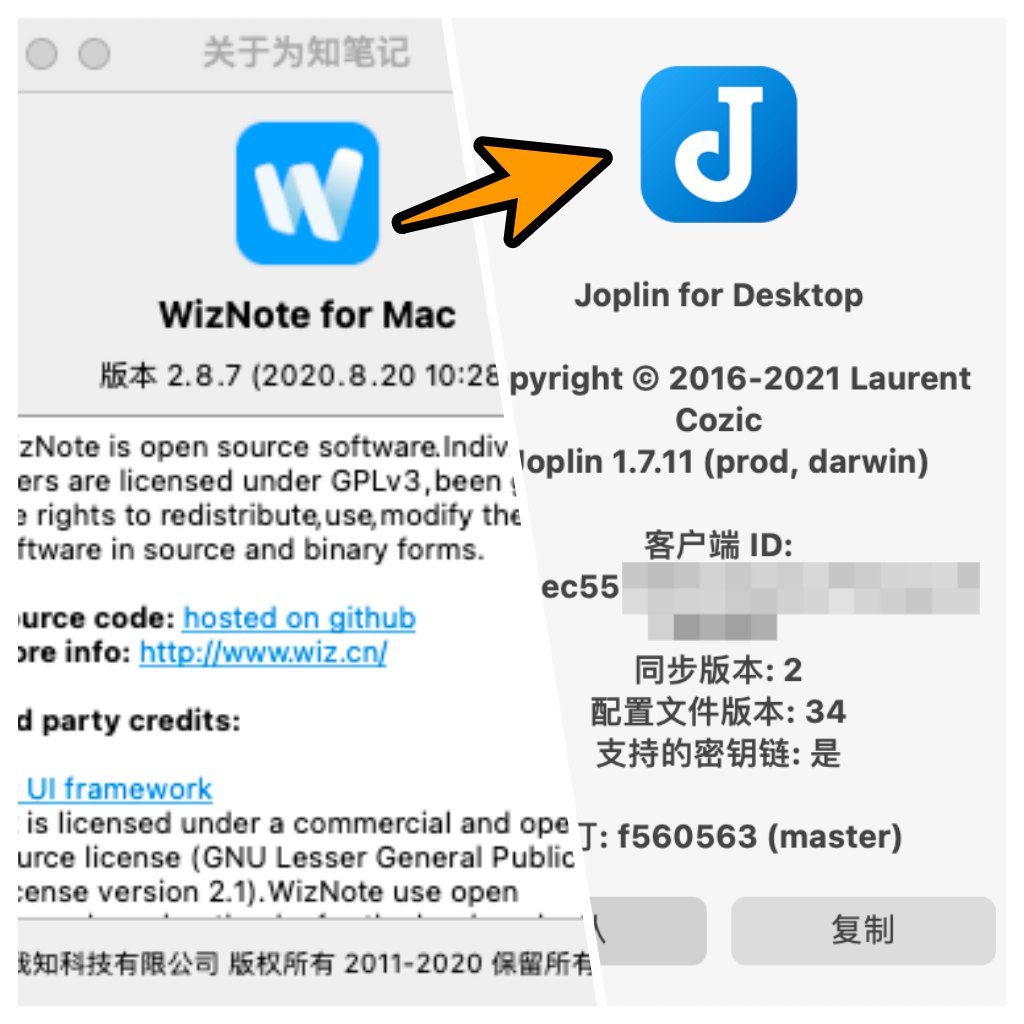 关于为知笔记
WizNote for Mac
版本 2.8.7 (2020.8.20 10:28
zNote is open source software.Indiv
ers are licensed under GPLv3,been
e rights to redistribute,use,modify the
ftware in source and binary forms.
urce code: hosted on github
ore info: http://www.wiz.cn/
d party credits:
UI framework
is licensed under a commercial and ope
urce license (GNU Lesser General Public
cense version 2.1).WizNote use open
我知科技有限公司 版权所有 2011-2020 保留所有
Joplin for Desktop
pyright © 2016-2021 Laurent
Cozic
Joplin 1.7.11 (prod, darwin)
客户端 ID:
ec55
同步版本: 2
配置文件版本: 34
支持的密钥链: 是
: f560563 (master)
复制